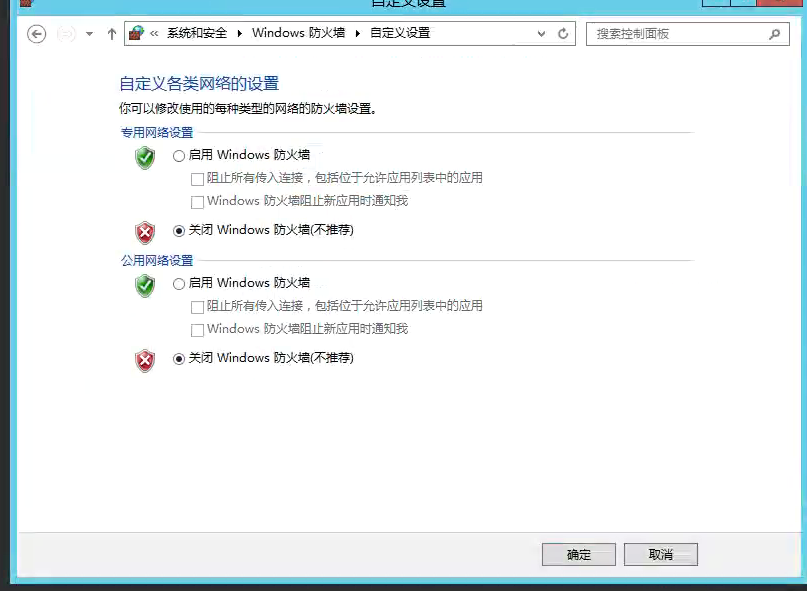 自定义设置
« 系统和安全 ▸ Windows 防火墙 ▸ 自定义设置
搜索控制面板
自定义各类网络的设置
你可以修改使用的每种类型的网络的防火墙设置。
专用网络设置
启用 Windows 防火墙
阻止所有传入连接，包括位于允许应用列表中的应用
Windows 防火墙阻止新应用时通知我
关闭 Windows 防火墙(不推荐)
公用网络设置
启用 Windows 防火墙
阻止所有传入连接，包括位于允许应用列表中的应用
Windows 防火墙阻止新应用时通知我
关闭 Windows 防火墙(不推荐)
确定
取消